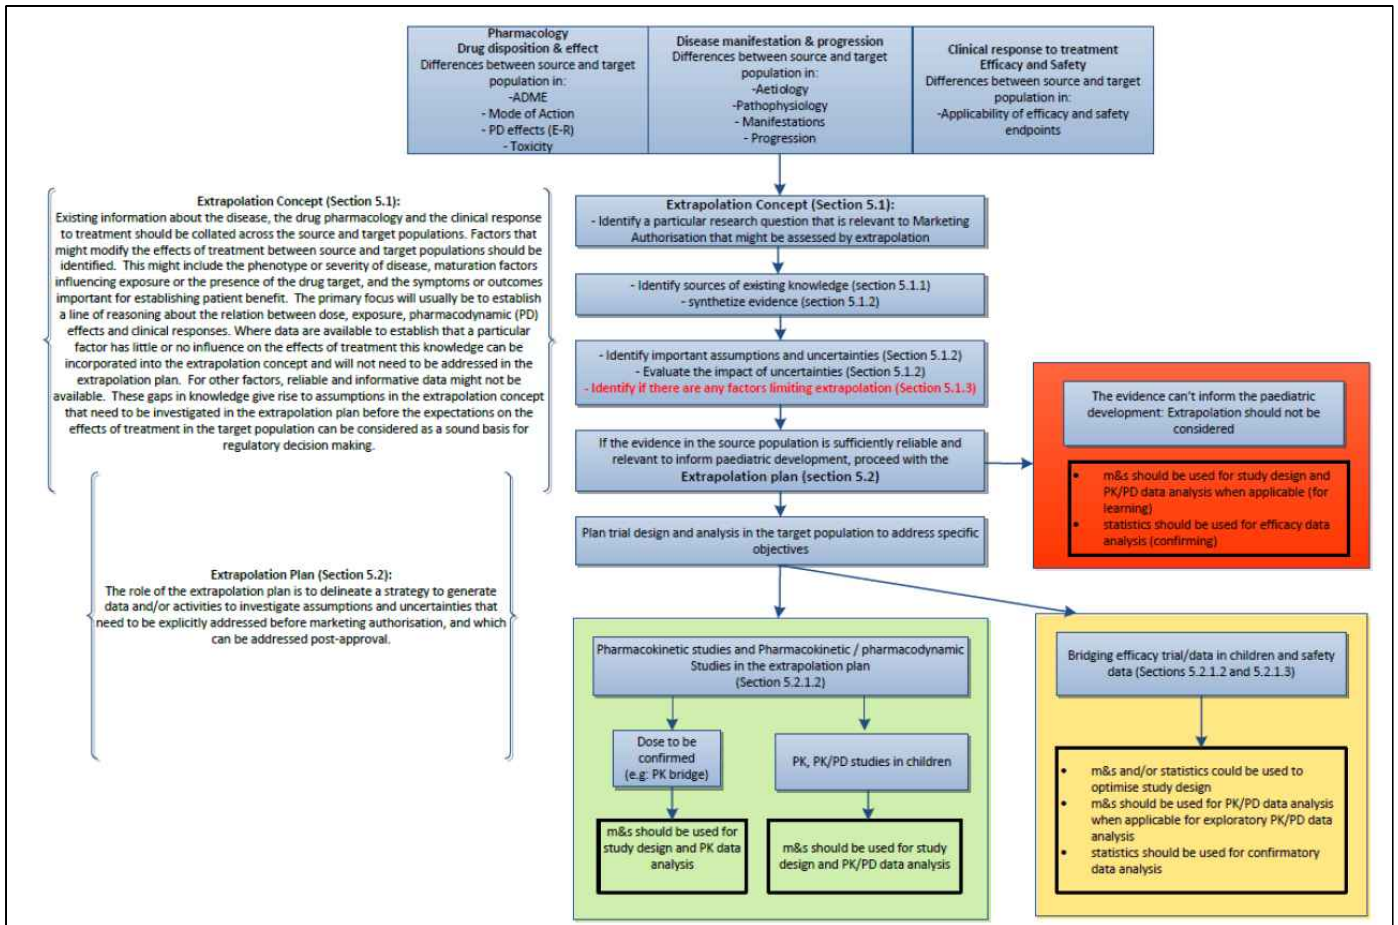 Pharmacology
Drug disposition & effect
Differences between source and target
population in:
-ADME
- Mode of Action
- PD effects (E-R)
- Toxicity
Disease manifestation & progression
Differences between source and target
population in:
-Aetiology
-Pathophysiology
- Manifestations
- Progression
Clinical response to treatment
Efficacy and Safety
Differences between source and target
population in:
-Applicability of efficacy and safety
endpoints
Extrapolation Concept (Section 5.1):
Existing information about the disease, the drug pharmacology and the clinical response
to treatment should be collated across the source and target populations. Factors that
might modify the effects of treatment between source and target populations should be
identified. This might include the phenotype or severity of disease, maturation factors
influencing exposure or the presence of the drug target, and the symptoms or outcomes
important for establishing patient benefit. The primary focus will usually be to establish
a line of reasoning about the relation between dose, exposure, pharmacodynamic (PD)
effects and clinical responses. Where data are available to establish that a particular
factor has little or no influence on the effects of treatment this knowledge can be
incorporated into the extrapolation concept and will not need to be addressed in the
extrapolation plan. For other factors, reliable and informative data might not be
available. These gaps in knowledge give rise to assumptions in the extrapolation concept
that need to be investigated in the extrapolation plan before the expectations on the
effects of treatment in the target population can be considered as a sound basis for
regulatory decision making.
Extrapolation Plan (Section 5.2):
The role of the extrapolation plan is to delineate a strategy to generate
data and/or activities to investigate assumptions and uncertainties that
need to be explicitly addressed before marketing authorisation, and which
can be addressed post-approval.
Extrapolation Concept (Section 5.1):
- Identify a particular research question that is relevant to Marketing
Authorisation that might be assessed by extrapolation
- Identify sources of existing knowledge (section 5.1.1)
- synthetize evidence (section 5.1.2)
- Identify important assumptions and uncertainties (Section 5.1.2)
- Evaluate the impact of uncertainties (Section 5.1.2)
- Identify if there are any factors limiting extrapolation (Section 5.1.3)
If the evidence in the source population is sufficiently reliable and
relevant to inform paediatric development, proceed with the
Extrapolation plan (section 5.2)
The evidence can't inform the paediatric
development: Extrapolation should not be
considered
• m&s should be used for study design and
PK/PD data analysis when applicable (for
learning)
• statistics should be used for efficacy data
analysis (confirming)
Plan trial design and analysis in the target population to address specific
objectives
Pharmacokinetic studies and Pharmacokinetic / pharmacodynamic
Studies in the extrapolation plan
(Section 5.2.1.2)
Dose to be
confirmed
(e.g: PK bridge)
m&s should be used for
study design and PK data
analysis
PK, PK/PD studies in children
m&s should be used for study
design and PK/PD data analysis
Bridging efficacy trial/data in children and safety
data (Sections 5.2.1.2 and 5.2.1.3)
• m&s and/or statistics could be used to
optimise study design
• m&s should be used for PK/PD data analysis
when applicable for exploratory PK/PD data
analysis
• statistics should be used for confirmatory
data analysis